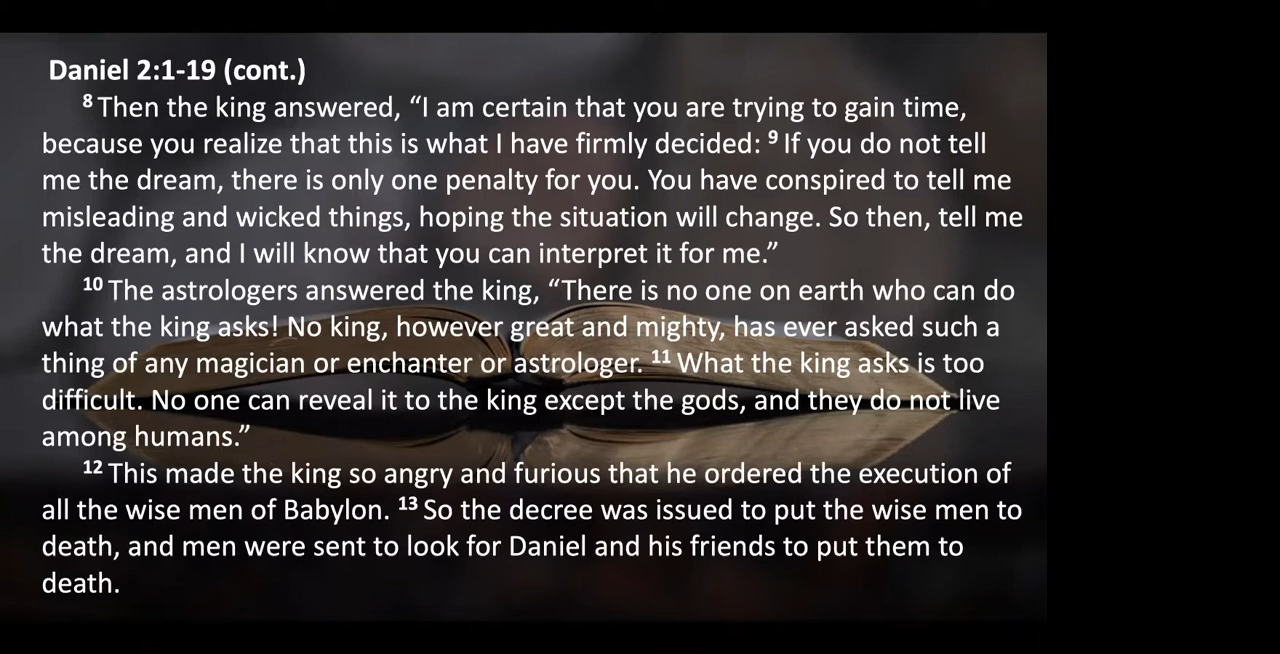 Daniel 2:1-19 (cont.)
8 Then the king answered, “I am certain that you are trying to gain time,
because you realize that this is what I have firmly decided: 9 If you do not tell
me the dream, there is only one penalty for you. You have conspired to tell me
misleading and wicked things, hoping the situation will change. So then, tell me
the dream, and I will know that you can interpret it for me.”
10 The astrologers answered the king, “There is no one on earth who can do
what the king asks! No king, however great and mighty, has ever asked such a
thing of any magician or enchanter or astrologer. 11 What the king asks is too
difficult. No one can reveal it to the king except the gods, and they do not live
among humans.”
12 This made the king so angry and furious that he ordered the execution of
all the wise men of Babylon. 13 So the decree was issued to put the wise men to
death, and men were sent to look for Daniel and his friends to put them to
death.